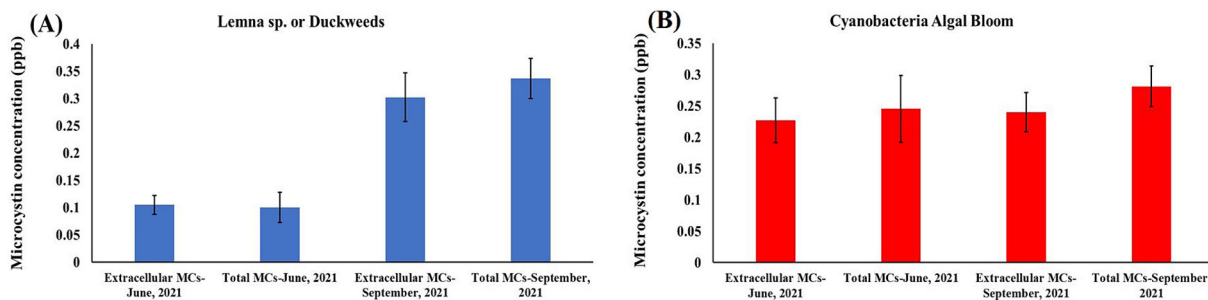 (A)
Lemna sp. or Duckweeds
Microcystin concentration (ppb)
0.4
0.35
0.3
0.25
0.2
0.15
0.1
0.05
0
Extracellular MCs-
June, 2021
Total MCs-June, 2021
Extracellular MCs-
September, 2021
Total MCs-September,
2021
(B)
Cyanobacteria Algal Bloom
Microcystin concentration (ppb)
0.35
0.3
0.25
0.2
0.15
0.1
0.05
0
Extracellular MCs-
June, 2021
Total MCs-June, 2021
Extracellular MCs-
September, 2021
Total MCs-September,
2021